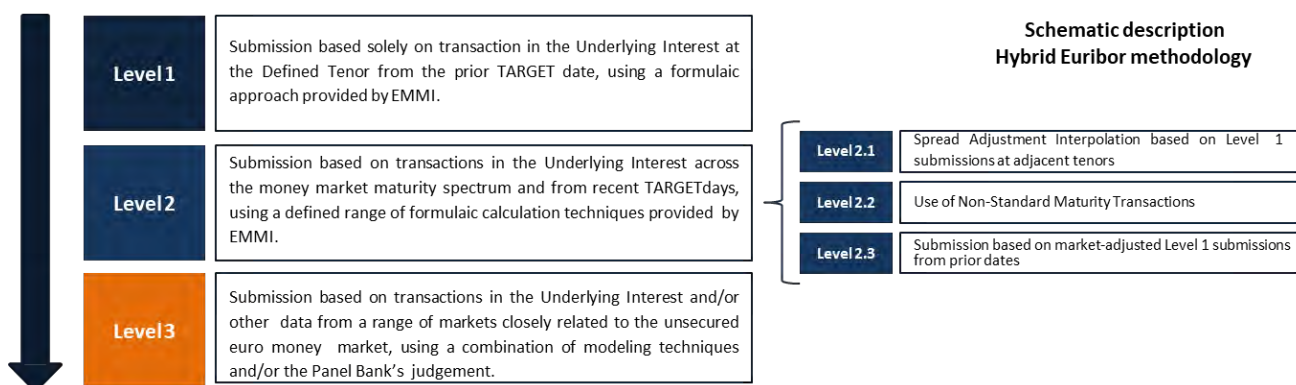 Schematic description
Hybrid Euribor methodology
Level 1
Submission based solely on transaction in the Underlying Interest at
the Defined Tenor from the prior TARGET date, using a formulaic
approach provided by EMMI.
Level 2
Submission based on transactions in the Underlying Interest across
the money market maturity spectrum and from recent TARGETdays,
using a defined range of formulaic calculation techniques provided by
EMMI.
Level 2.1
Spread Adjustment Interpolation based on Level 1
submissions at adjacent tenors
Level 2.2
Use of Non-Standard Maturity Transactions
Level 2.3
Submission based on market-adjusted Level 1 submissions
from prior dates
Level 3
Submission based on transactions in the Underlying Interest and/or
other data from a range of markets closely related to the unsecured
euro money market, using a combination of modeling techniques
and/or the Panel Bank's judgement.